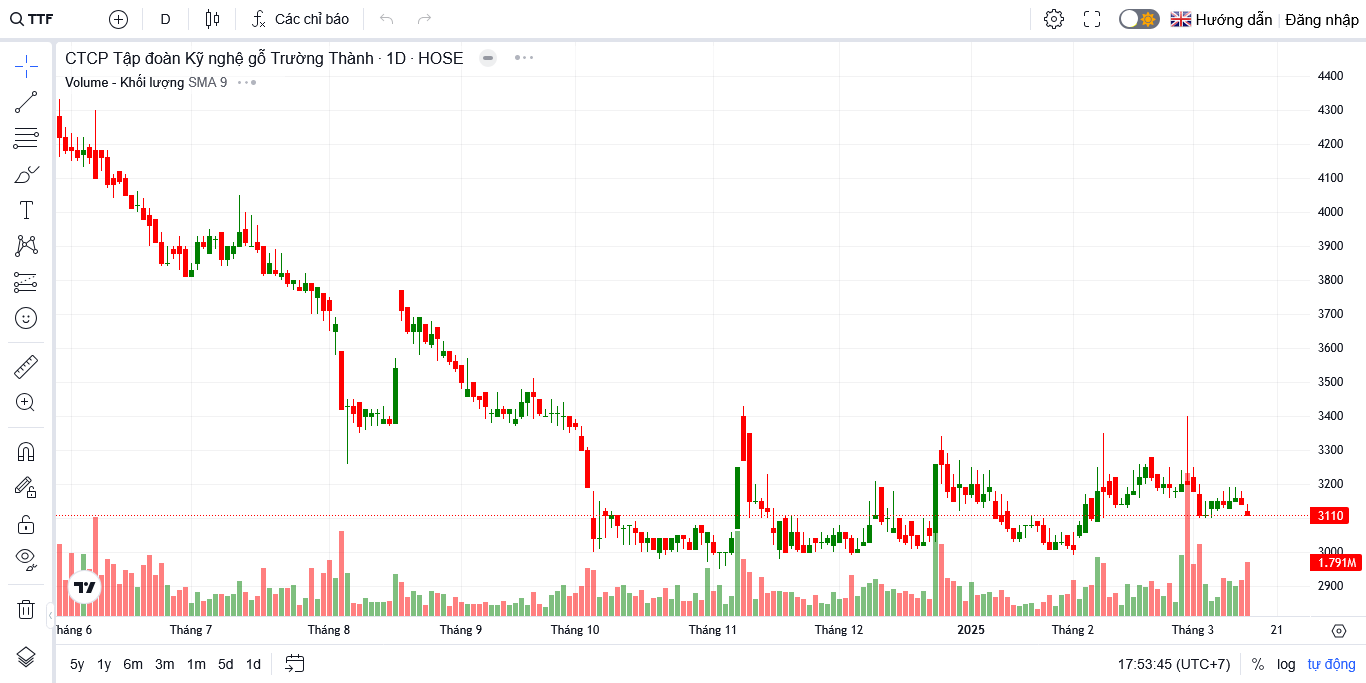 TTF D Các chỉ báo Hướng dẫn Đăng nhập
CTCP Tập đoàn Kỹ nghệ gỗ Trường Thành · 1D · HOSE
Volume - Khối lượng SMA 9
4400
4300
4200
4100
4000
3900
3800
3700
3600
3500
3400
3300
3200
3110
3000
1.791M
2900
háng 6 Tháng 7 Tháng 8 Tháng 9 Tháng 10 Tháng 11 Tháng 12 2025 Tháng 2 Tháng 3 21
5y 1y 6m 3m 1m 5d 1d 17:53:45 (UTC+7) % log tự động